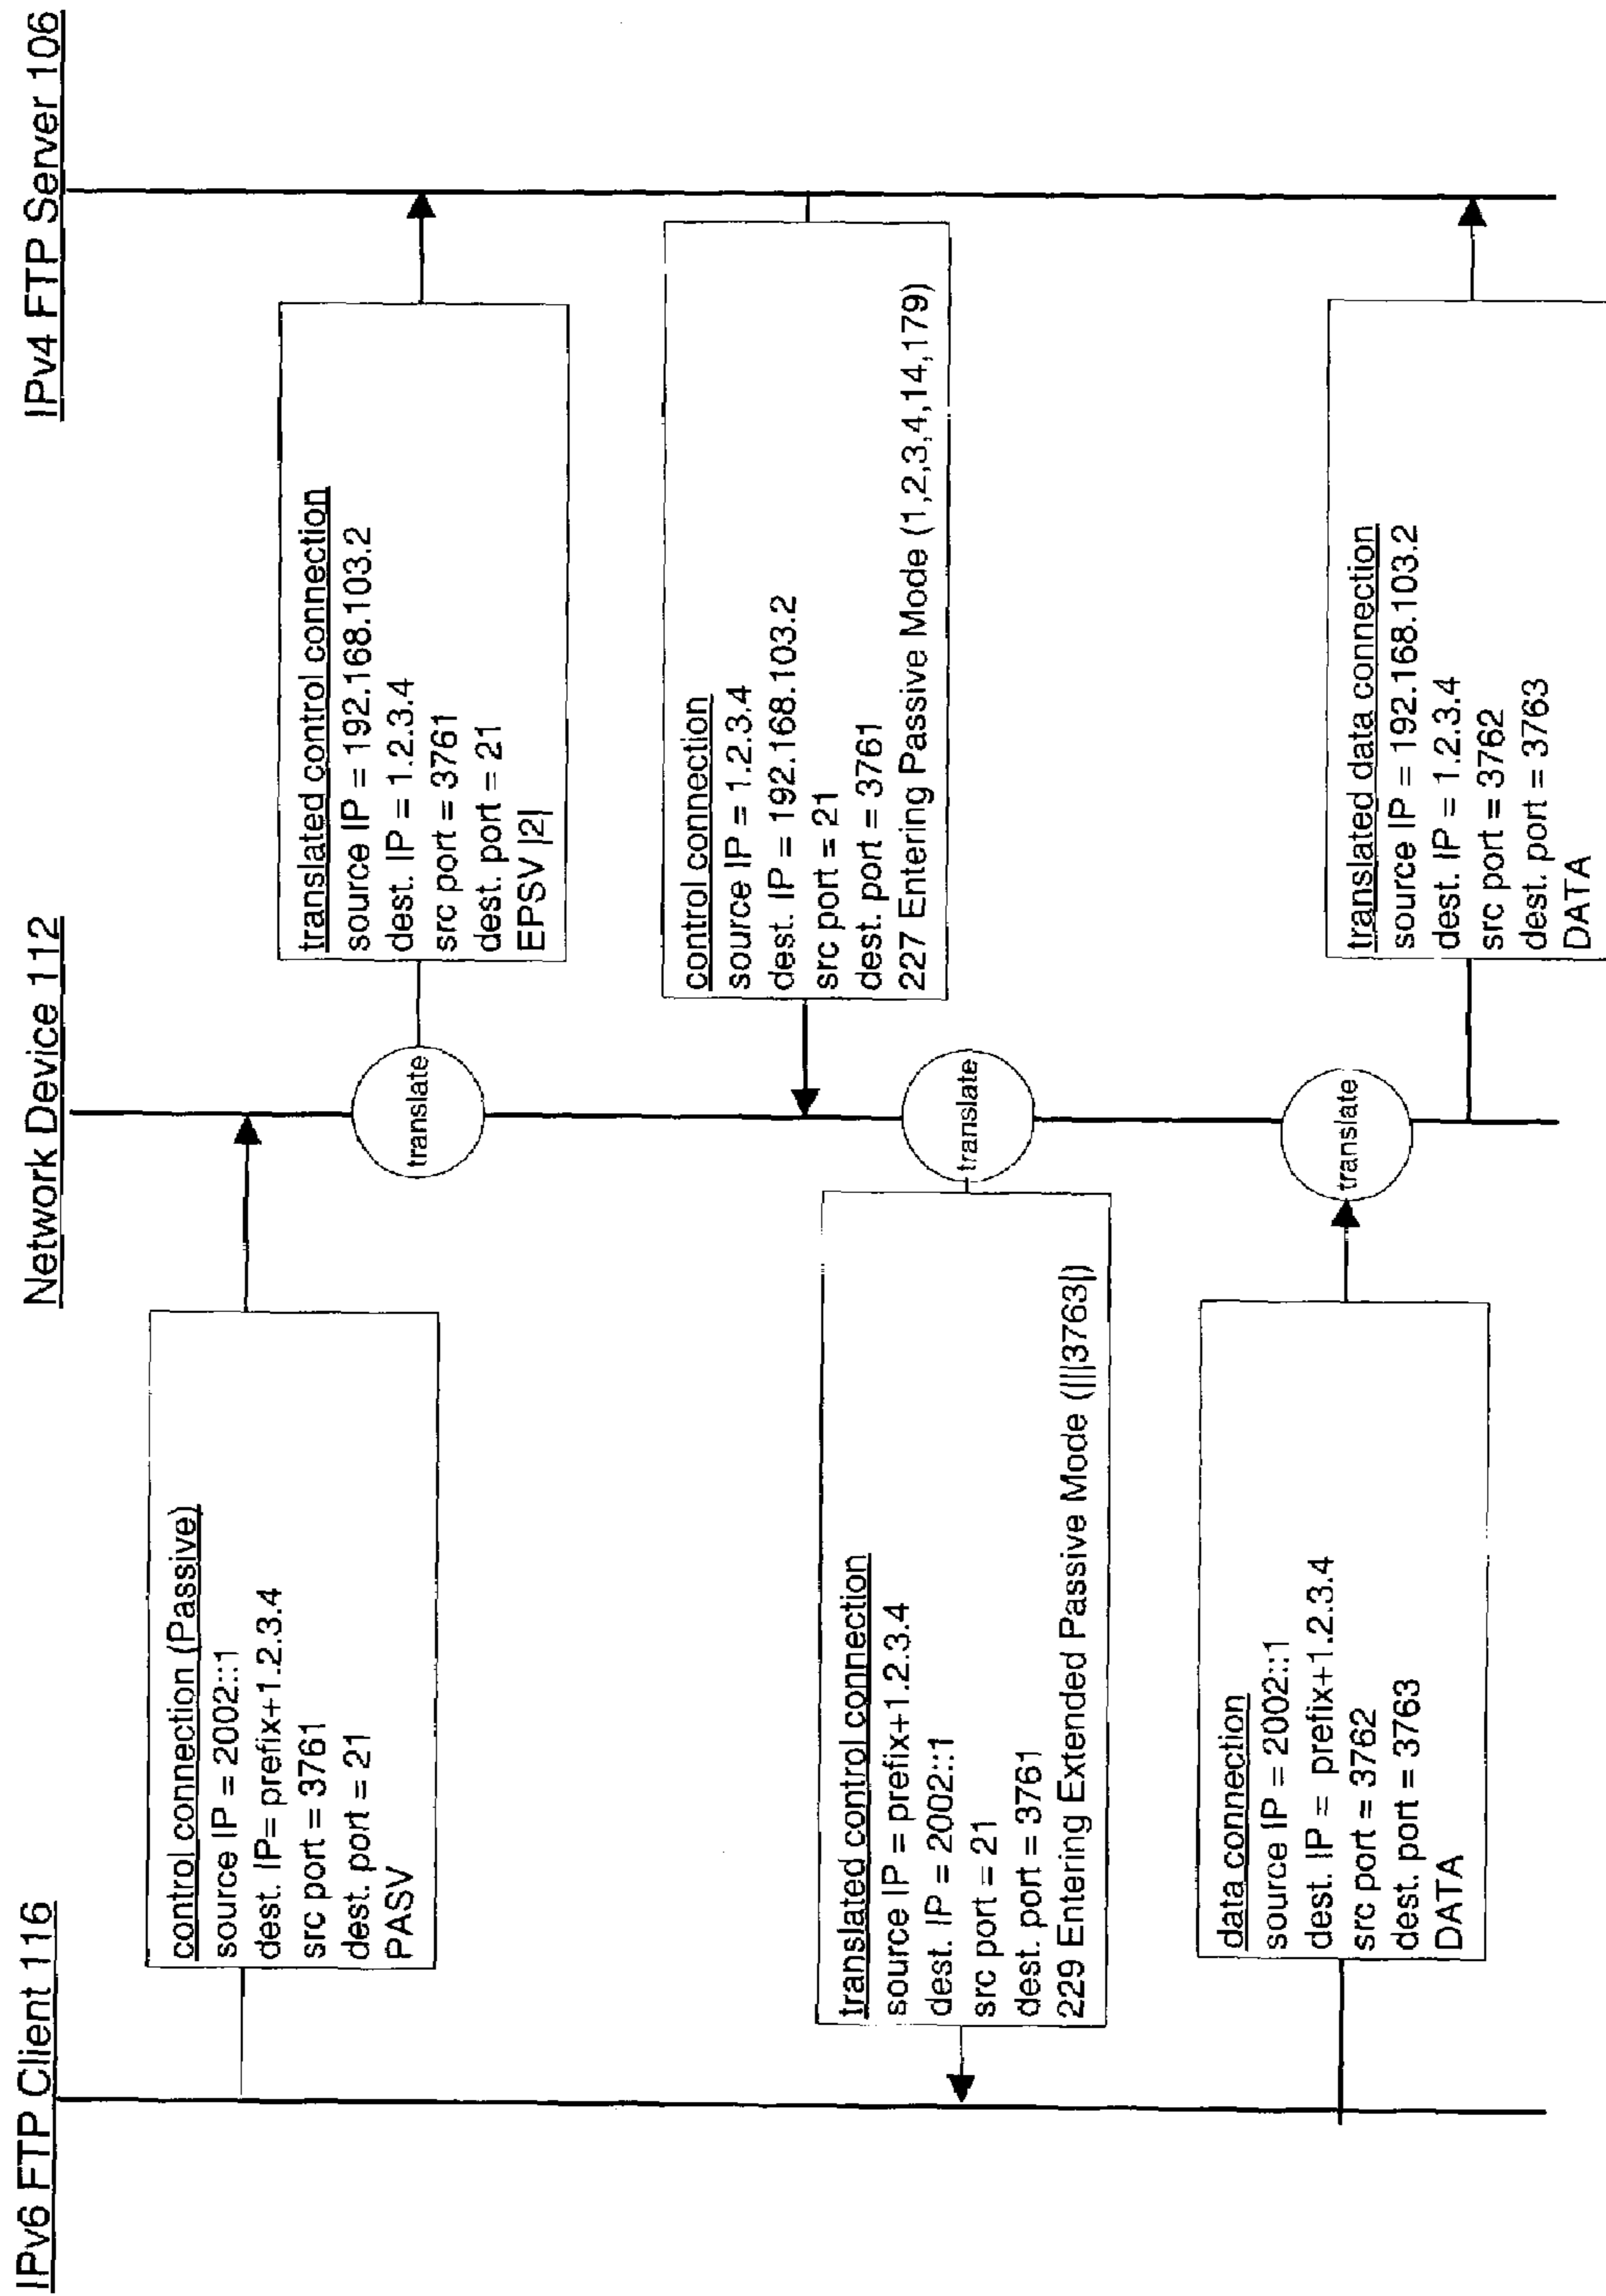 IPv6 FTP Client 116
Network Device 112
IPv4 FTP Server 106
control connection (Passive)
source IP = 2002::1
dest. IP= prefix+1.2.3.4
src port = 3761
dest. port = 21
PASV
translate
translated control connection
source IP = 192.168.103.2
dest. IP = 1.2.3.4
src port = 3761
dest. port = 21
EPSV |2|
control connection
source IP = 1.2.3.4
dest. IP = 192.168.103.2
src port = 21
dest. port = 3761
227 Entering Passive Mode (1,2,3,4,14,179)
translate
translated control connection
source IP = prefix+1.2.3.4
dest. IP = 2002::1
src port = 21
dest. port = 3761
229 Entering Extended Passive Mode (|||3763|)
data connection
source IP = 2002::1
dest. IP = prefix+1.2.3.4
src port = 3762
dest. port = 3763
DATA
translate
translated data connection
source IP = 192.168.103.2
dest. IP = 1.2.3.4
src port = 3762
dest. port = 3763
DATA